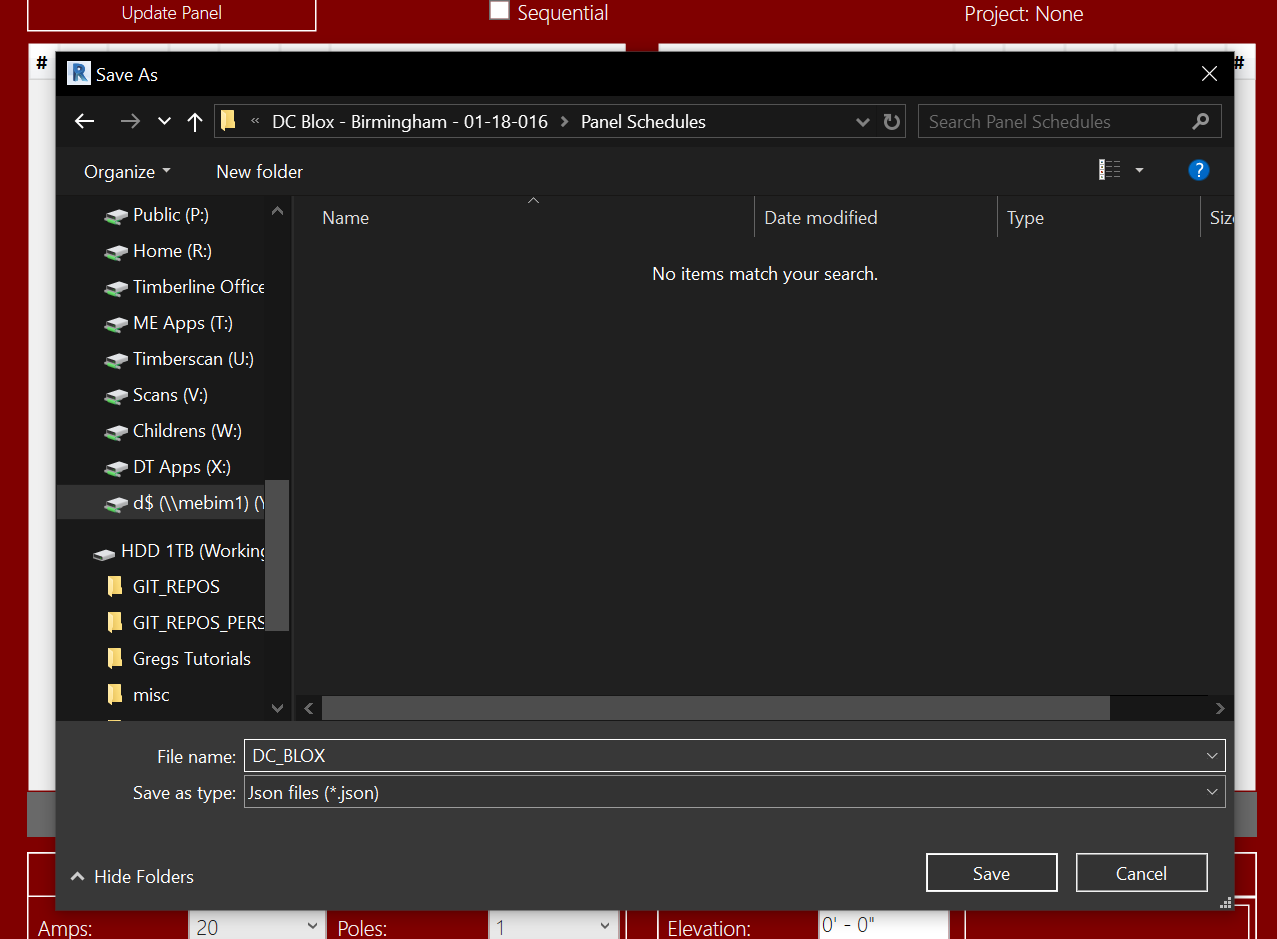 Update Panel
Sequential
Project: None
#
#
Save As
« DC Blox - Birmingham - 01-18-016 > Panel Schedules
Search Panel Schedules
Organize
New folder
?
Public (P:)
Home (R:)
Timberline Office
ME Apps (T:)
Timberscan (U:)
Scans (V:)
Childrens (W:)
DT Apps (X:)
d$ (\\mebim1) (Y
HDD 1TB (Working
GIT_REPOS
GIT_REPOS_PERS
Gregs Tutorials
misc
Name
Date modified
Type
Size
No items match your search.
File name: DC_BLOX
Save as type: Json files (*.json)
Hide Folders
Save
Cancel
Amps: 20
Poles: 1
Elevation: 0' - 0"